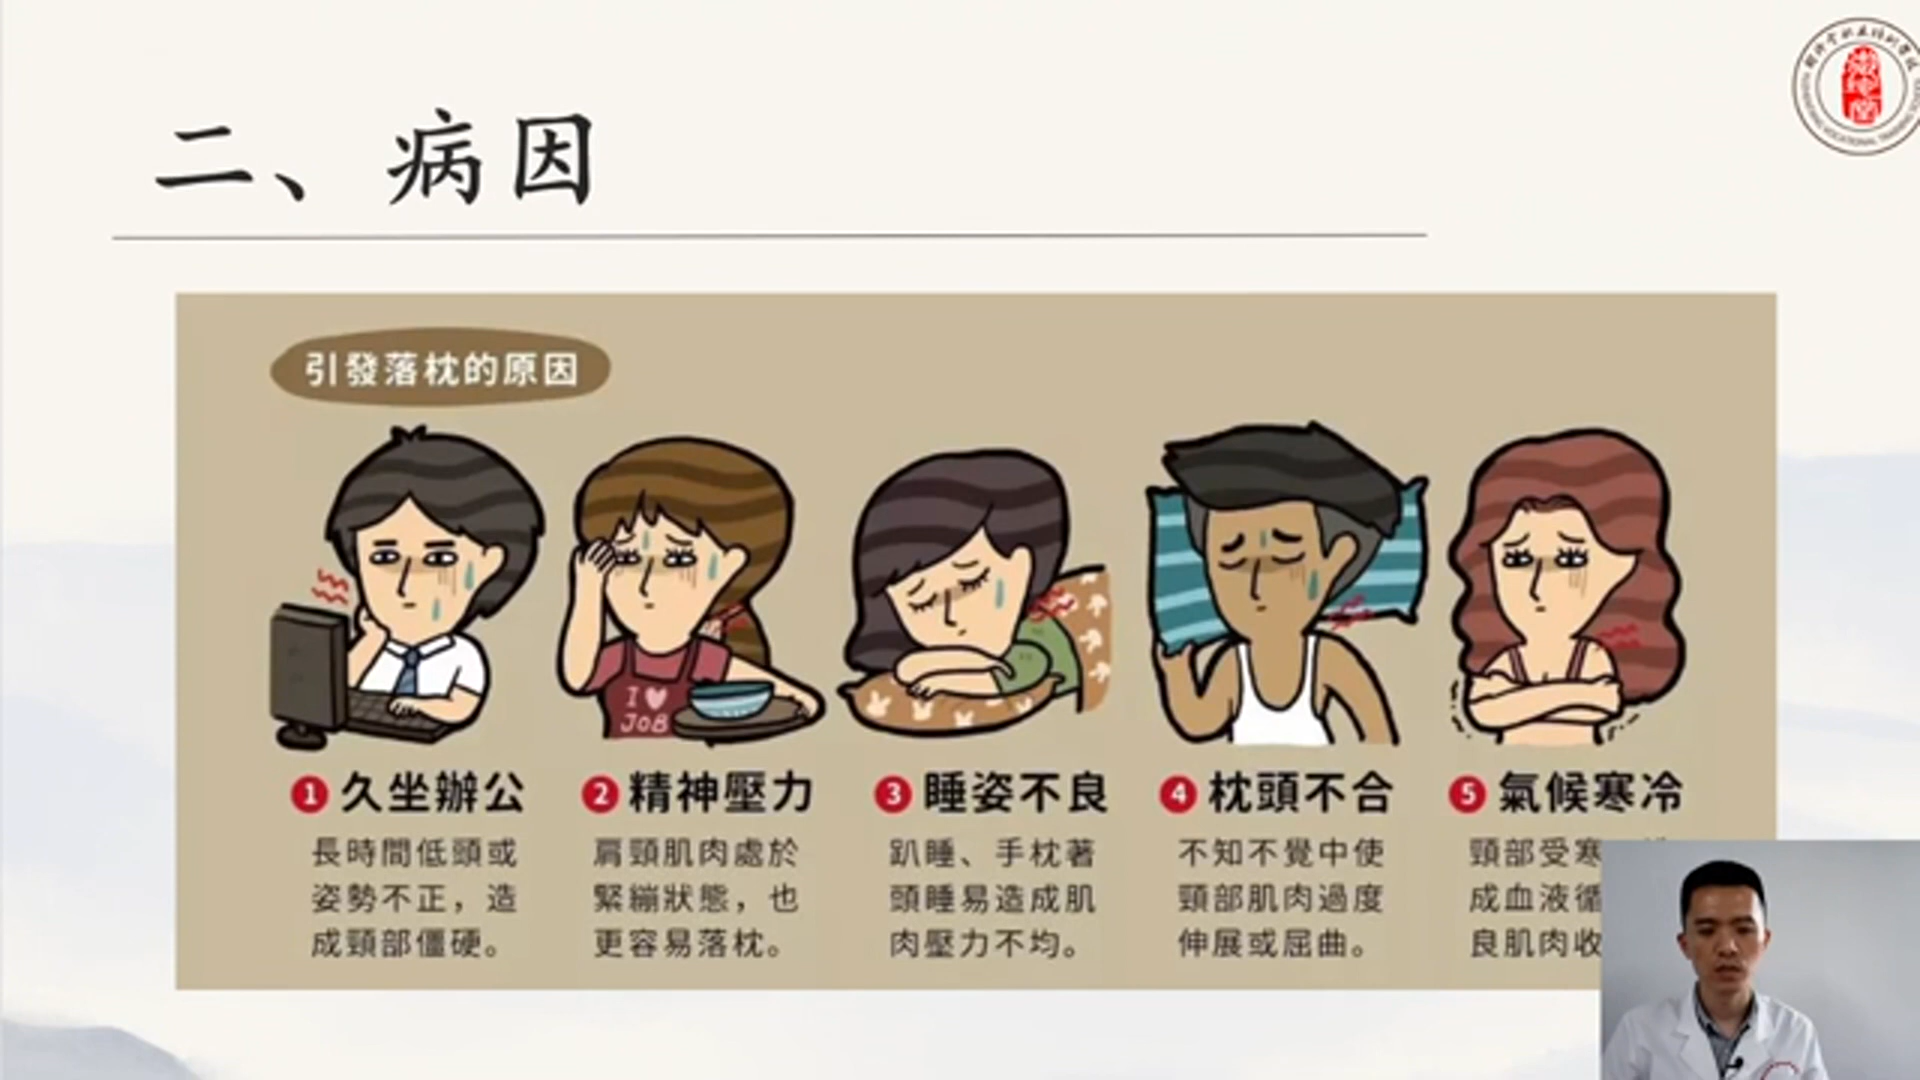 二、病因
引發落枕的原因
I ♥ JOB
1 久坐辦公
長時間低頭或
姿勢不正，造
成頸部僵硬。
2 精神壓力
肩頸肌肉處於
緊繃狀態，也
更容易落枕。
3 睡姿不良
趴睡、手枕著
頭睡易造成肌
肉壓力不均。
4 枕頭不合
不知不覺中使
頸部肌肉過度
伸展或屈曲。
5 氣候寒冷
頸部受寒
成血液循
良肌肉收